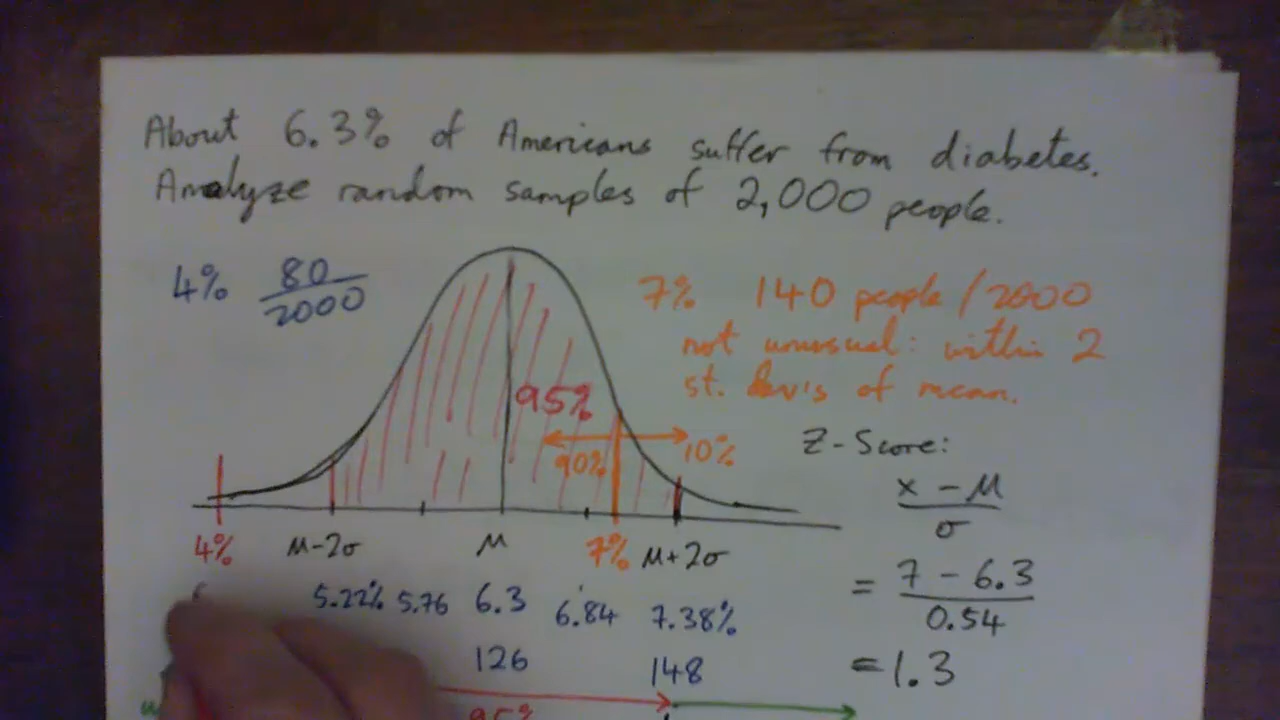 About 6.3% of Americans suffer from diabetes.
Analyze random samples of 2,000 people.
4% 80/2000
7% 140 people / 2000
not unusual: within 2
st. dev's of mean.
95%
90% 10%
Z-Score:
x - μ
σ
4% μ-2σ μ 7% μ+2σ
= 7 - 6.3
0.54
5.22% 5.76 6.3 6.84 7.38%
126 148
= 1.3
95%